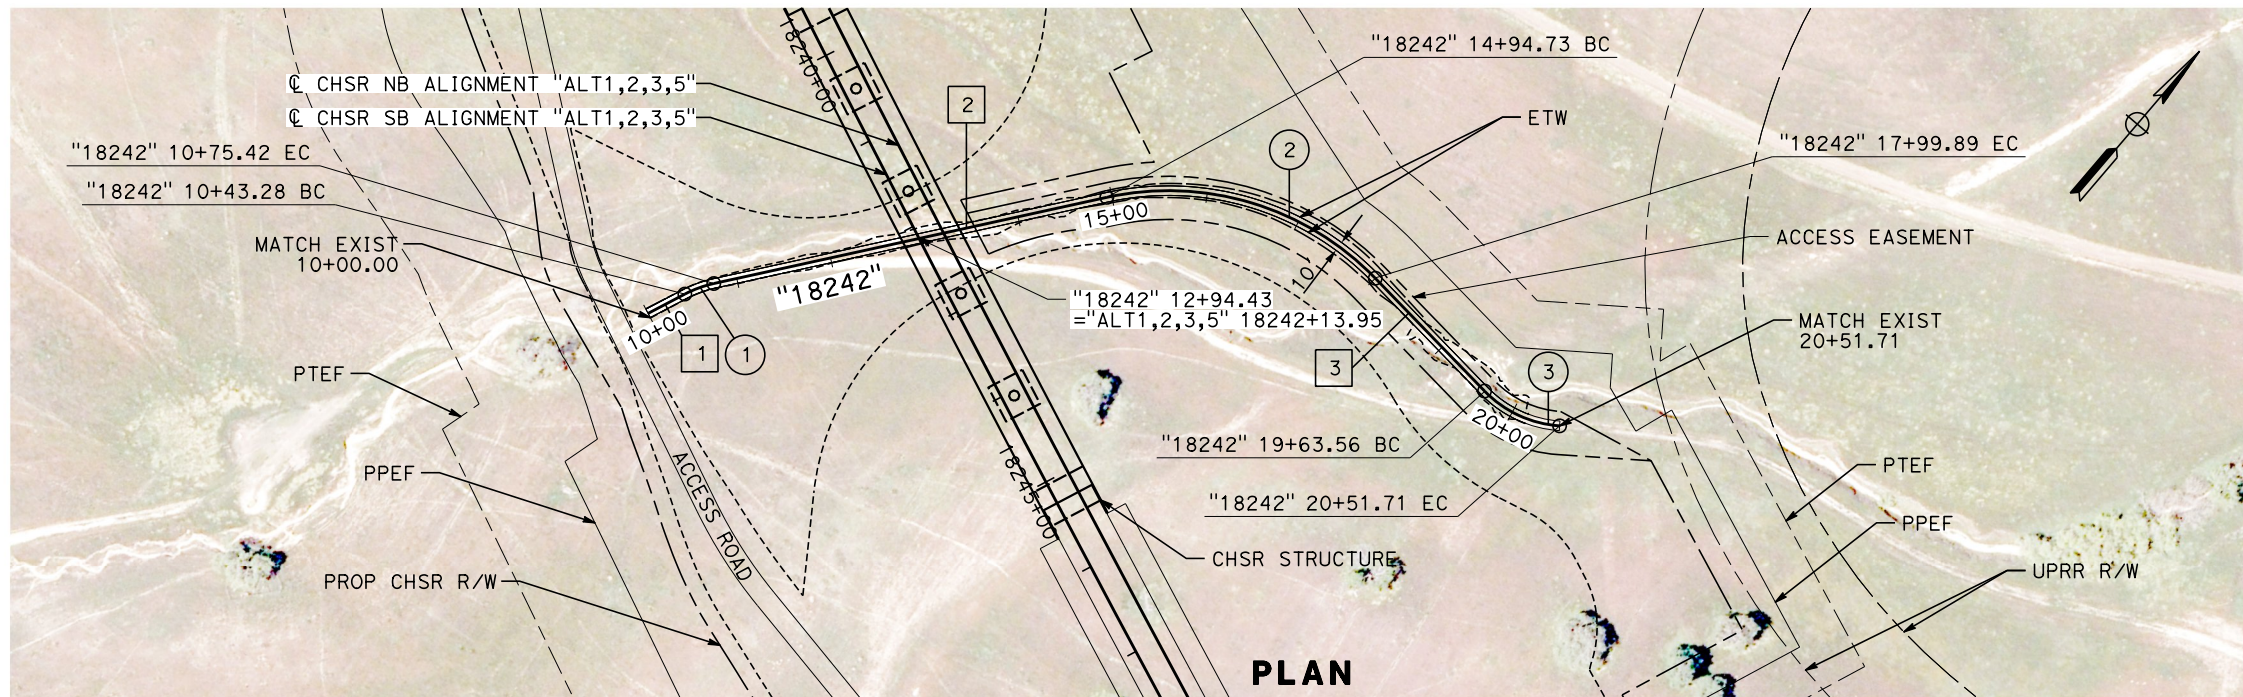 "18242" 14+94.73 BC
18240+00
℄ CHSR NB ALIGNMENT "ALT1,2,3,5"
2
℄ CHSR SB ALIGNMENT "ALT1,2,3,5"
ETW
"18242" 10+75.42 EC
2
"18242" 17+99.89 EC
"18242" 10+43.28 BC
15+00
MATCH EXIST
10+00.00
ACCESS EASEMENT
10
"18242"
"18242" 12+94.43
="ALT1,2,3,5" 18242+13.95
10+00
MATCH EXIST
20+51.71
1
1
3
3
PTEF
20+00
"18242" 19+63.56 BC
PPEF
PTEF
ACCESS ROAD
18245+00
"18242" 20+51.71 EC
PPEF
CHSR STRUCTURE
PROP CHSR R/W
UPRR R/W
PLAN